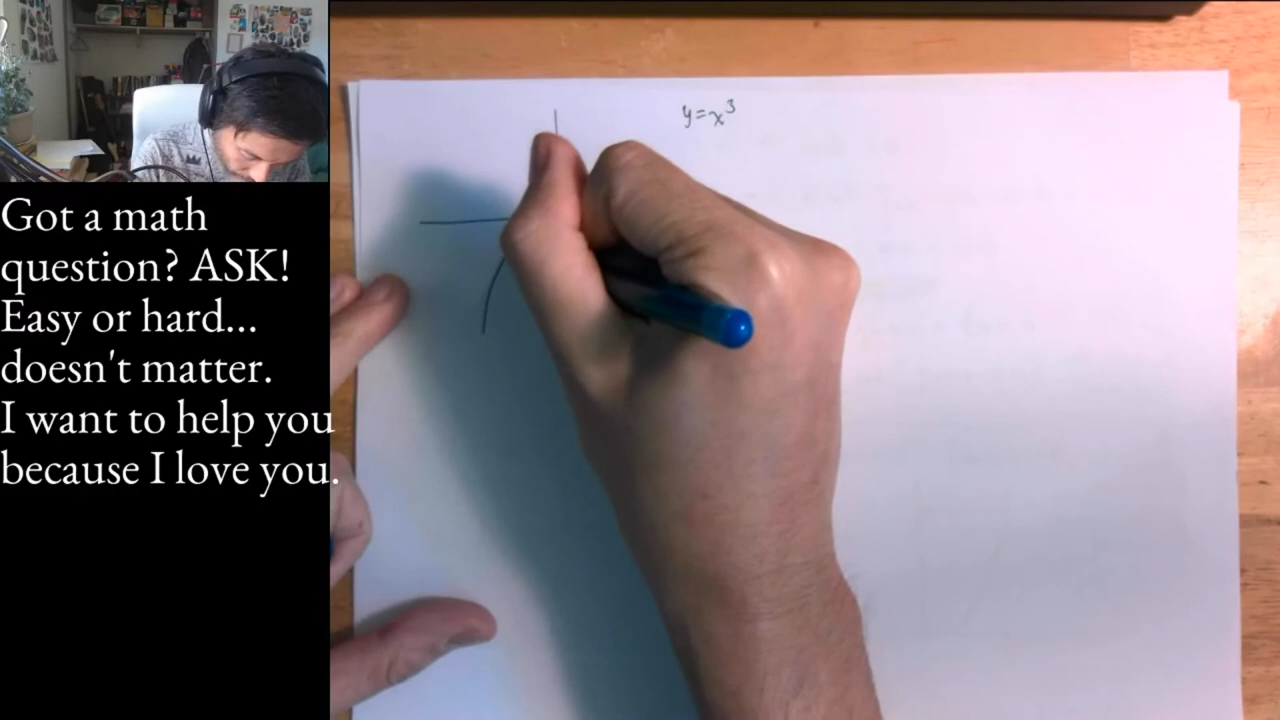 Got a math
question? ASK!
Easy or hard...
doesn't matter.
I want to help you
because I love you.
y=x³